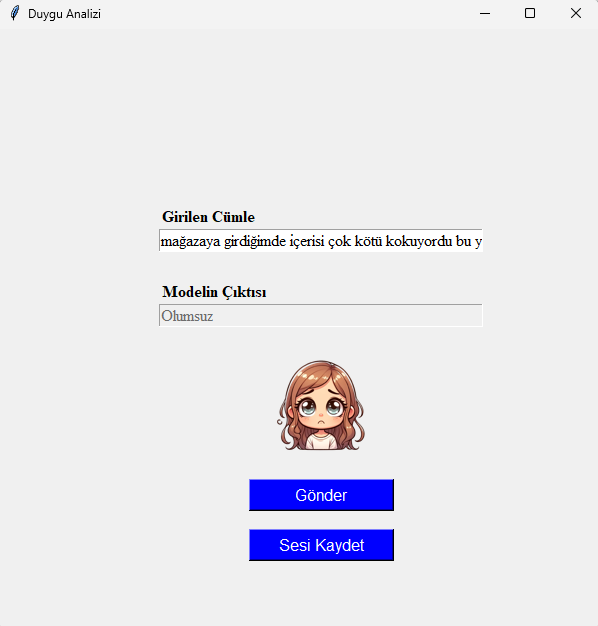 Duygu Analizi
Girilen Cümle
mağazaya girdiğimde içerisi çok kötü kokuyordu bu y
Modelin Çıktısı
Olumsuz
Gönder
Sesi Kaydet